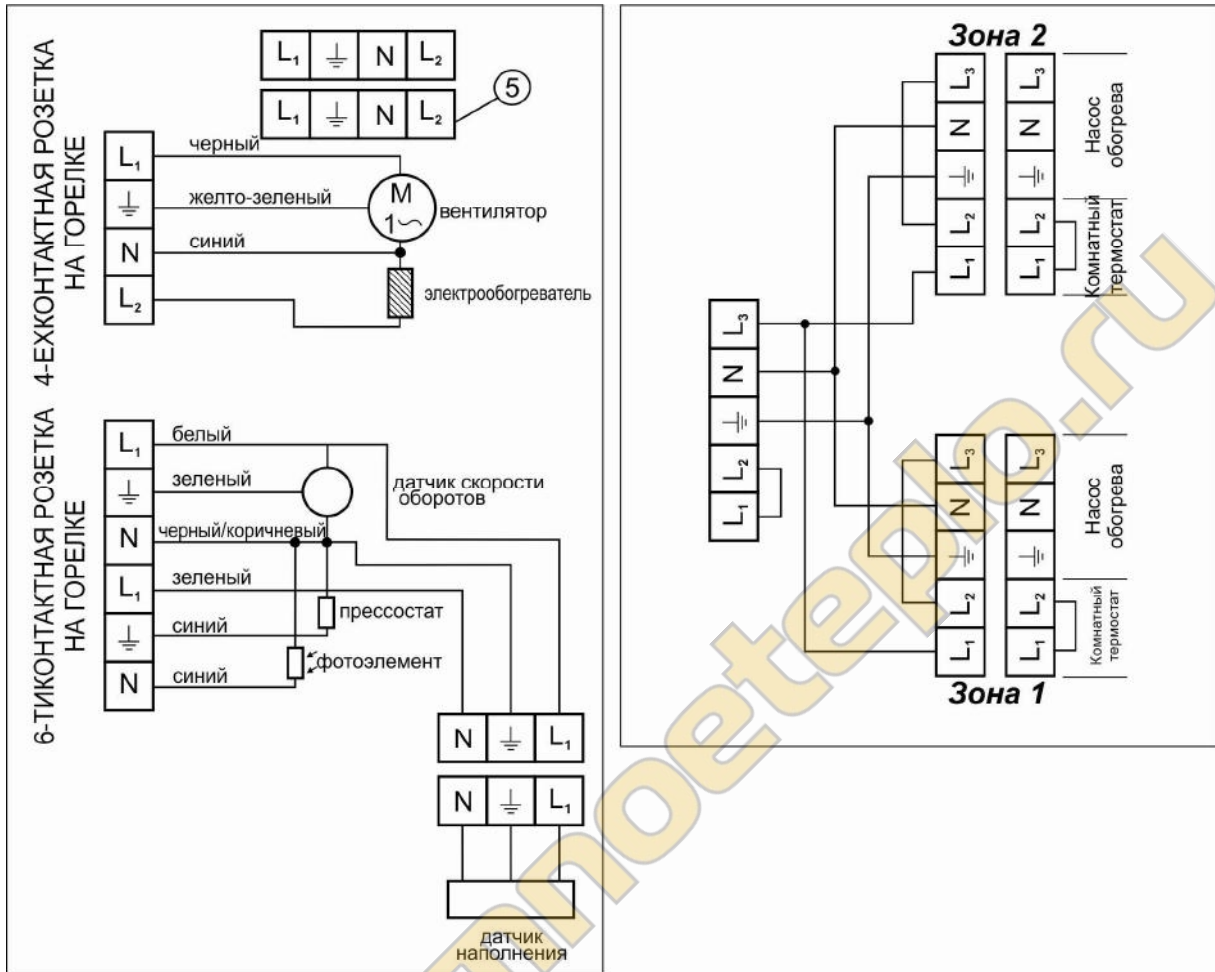 4-ЕХКОНТАКТНАЯ РОЗЕТКА
НА ГОРЕЛКЕ
L₁ ⏚ N L₂
L₁ ⏚ N L₂
5
L₁
⏚
N
L₂
черный
желто-зеленый
синий
M
1~
вентилятор
электрообогреватель
6-ТИКОНТАКТНАЯ РОЗЕТКА
НА ГОРЕЛКЕ
L₁
⏚
N
L₁
⏚
N
белый
зеленый
черный/коричневый
зеленый
синий
синий
датчик скорости
оборотов
прессостат
фотоэлемент
N ⏚ L₁
N ⏚ L₁
датчик
наполнения
Зона 2
L₃
N
⏚
L₂
L₁
L₃
N
⏚
L₂
L₁
Насос
обогрева
Комнатный
термостат
L₃
N
⏚
L₂
L₁
L₃
N
⏚
L₂
L₁
L₃
N
⏚
L₂
L₁
Насос
обогрева
Комнатный
термостат
Зона 1
mnoeteplo.ru